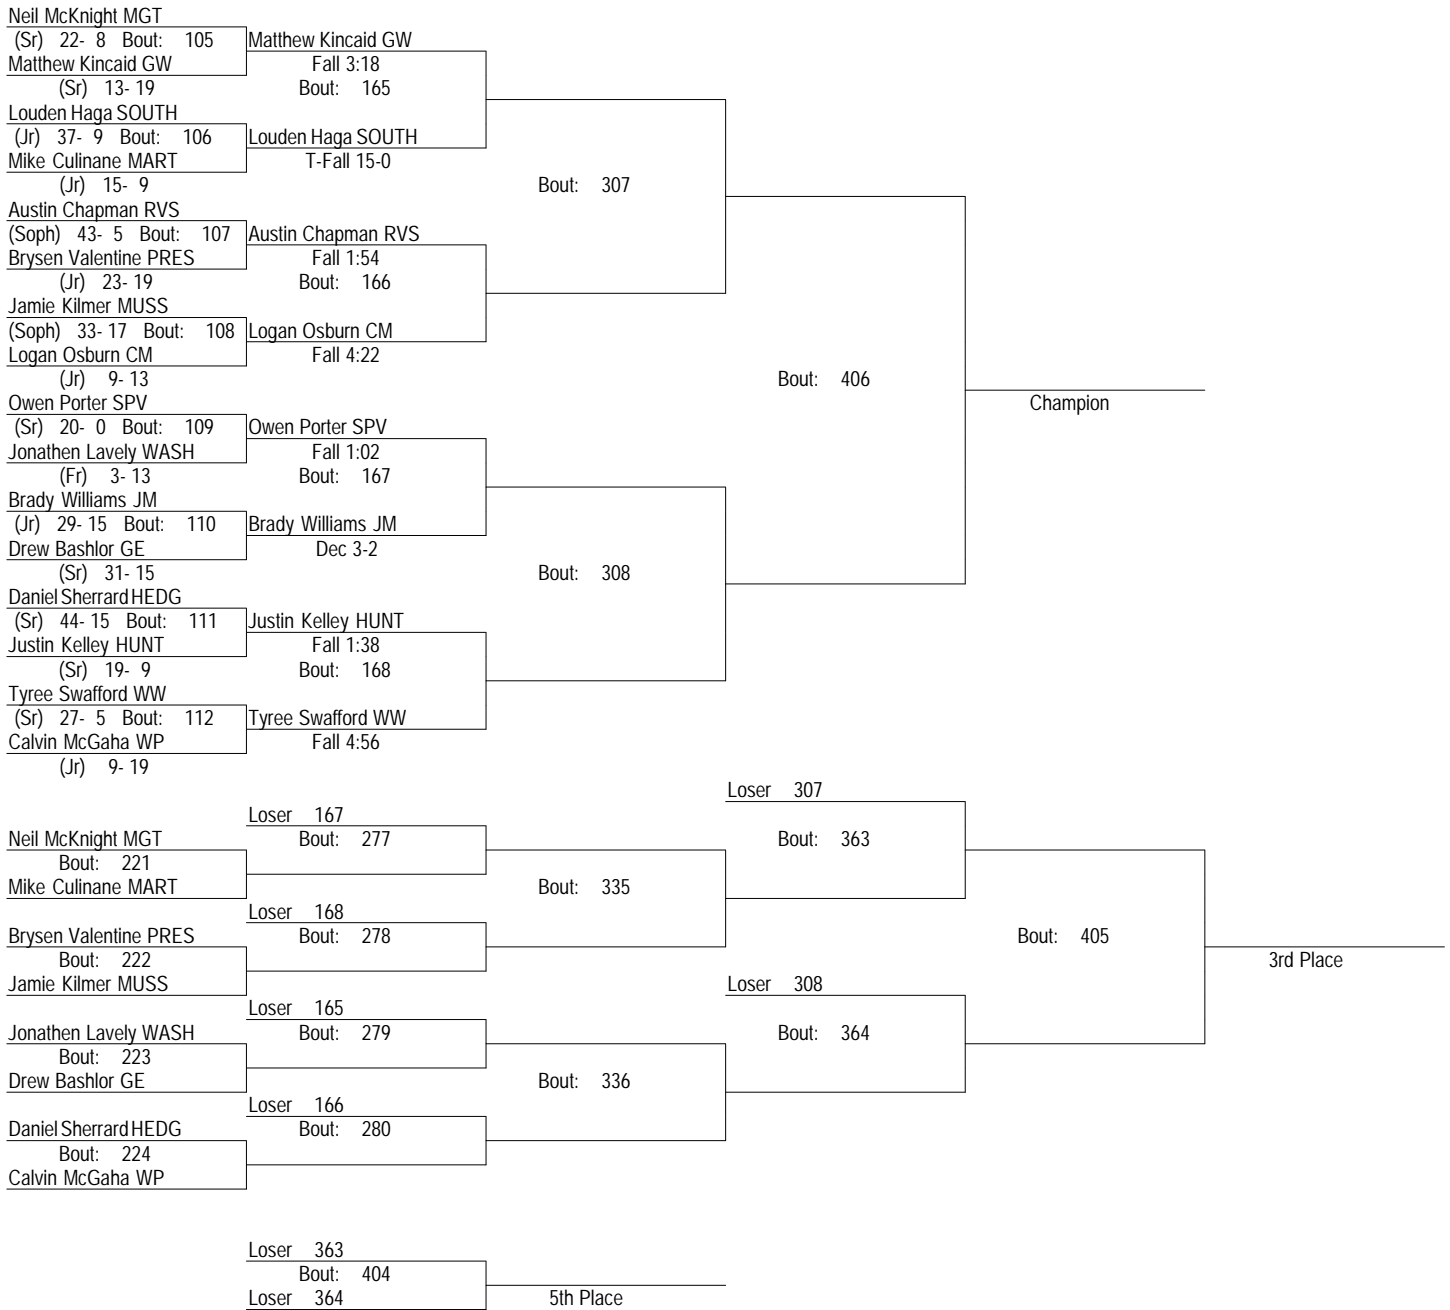 Neil McKnight MGT
(Sr) 22- 8 Bout: 105
Matthew Kincaid GW
Matthew Kincaid GW
Fall 3:18
(Sr) 13- 19
Bout: 165
Louden Haga SOUTH
(Jr) 37- 9 Bout: 106
Louden Haga SOUTH
Mike Culinane MART
T-Fall 15-0
(Jr) 15- 9
Bout: 307
Austin Chapman RVS
(Soph) 43- 5 Bout: 107
Austin Chapman RVS
Brysen Valentine PRES
Fall 1:54
(Jr) 23- 19
Bout: 166
Jamie Kilmer MUSS
(Soph) 33- 17 Bout: 108
Logan Osburn CM
Logan Osburn CM
Fall 4:22
(Jr) 9- 13
Bout: 406
Champion
Owen Porter SPV
(Sr) 20- 0 Bout: 109
Owen Porter SPV
Jonathen Lavely WASH
Fall 1:02
(Fr) 3- 13
Bout: 167
Brady Williams JM
(Jr) 29- 15 Bout: 110
Brady Williams JM
Drew Bashlor GE
Dec 3-2
(Sr) 31- 15
Bout: 308
Daniel Sherrard HEDG
(Sr) 44- 15 Bout: 111
Justin Kelley HUNT
Justin Kelley HUNT
Fall 1:38
(Sr) 19- 9
Bout: 168
Tyree Swafford WW
(Sr) 27- 5 Bout: 112
Tyree Swafford WW
Calvin McGaha WP
Fall 4:56
(Jr) 9- 19
Loser 307
Loser 167
Neil McKnight MGT
Bout: 277
Bout: 363
Bout: 221
Mike Culinane MART
Bout: 335
Loser 168
Brysen Valentine PRES
Bout: 278
Bout: 405
Bout: 222
3rd Place
Jamie Kilmer MUSS
Loser 308
Loser 165
Jonathen Lavely WASH
Bout: 279
Bout: 364
Bout: 223
Drew Bashlor GE
Bout: 336
Loser 166
Daniel Sherrard HEDG
Bout: 280
Bout: 224
Calvin McGaha WP
Loser 363
Bout: 404
Loser 364
5th Place